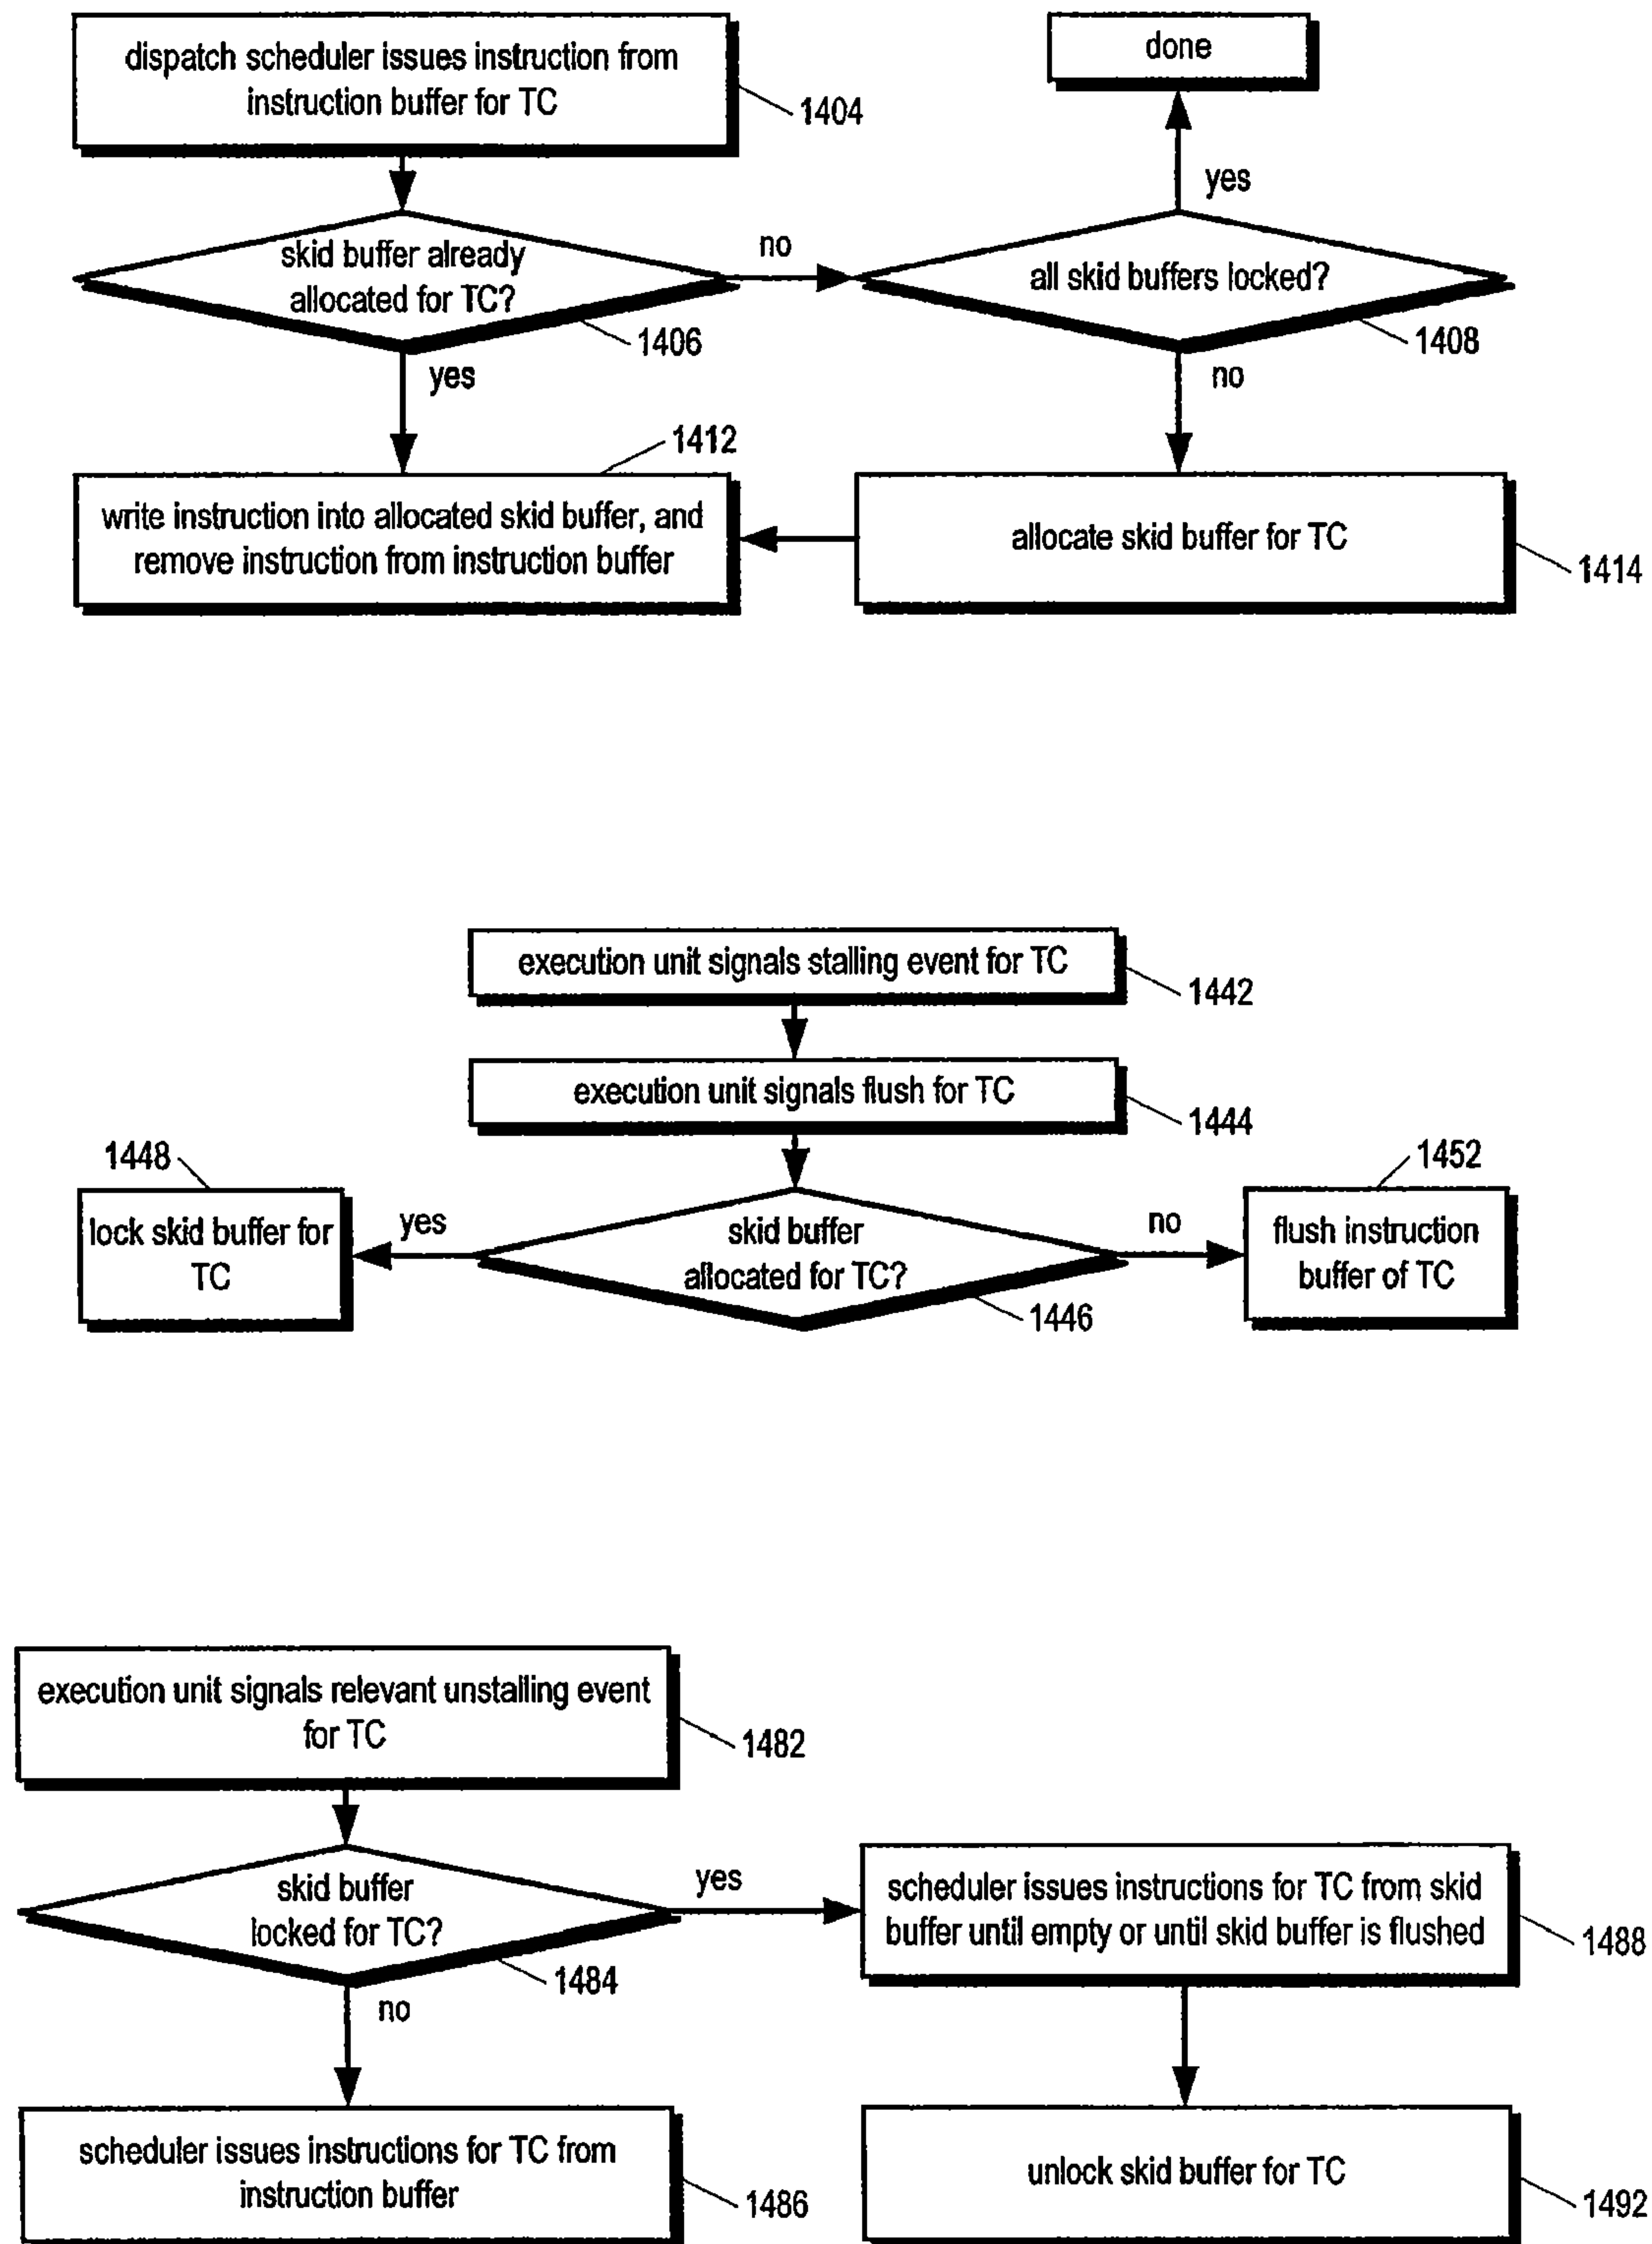 dispatch scheduler issues instruction from
instruction buffer for TC
1404
done
yes
skid buffer already
allocated for TC?
1406
no
all skid buffers locked?
1408
yes
no
1412
write instruction into allocated skid buffer, and
remove instruction from instruction buffer
allocate skid buffer for TC
1414
execution unit signals stalling event for TC
1442
execution unit signals flush for TC
1444
1448
lock skid buffer for
TC
yes
skid buffer
allocated for TC?
1446
no
1452
flush instruction
buffer of TC
execution unit signals relevant unstalling event
for TC
1482
skid buffer
locked for TC?
1484
yes
scheduler issues instructions for TC from skid
buffer until empty or until skid buffer is flushed
1488
no
scheduler issues instructions for TC from
instruction buffer
1486
unlock skid buffer for TC
1492